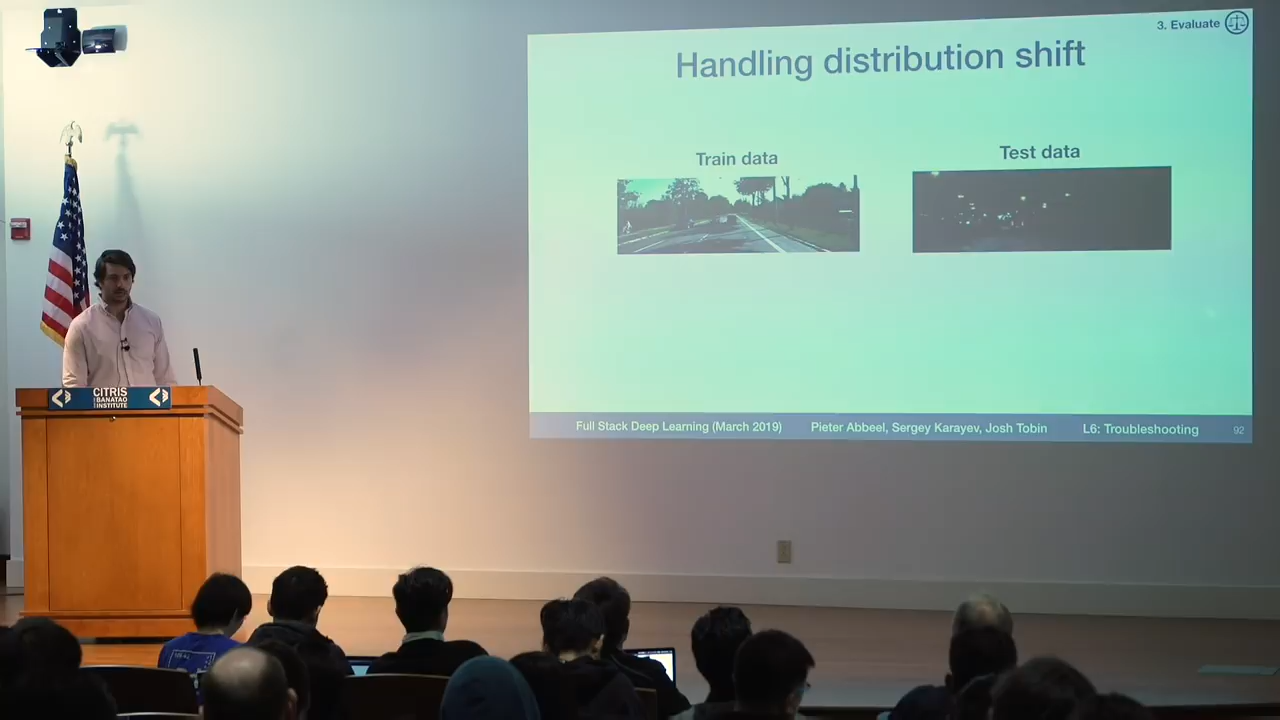 3. Evaluate
Handling distribution shift
Train data
Test data
Full Stack Deep Learning (March 2019)
Pieter Abbeel, Sergey Karayev, Josh Tobin
L6: Troubleshooting
92
CITRIS
BANATAO
INSTITUTE